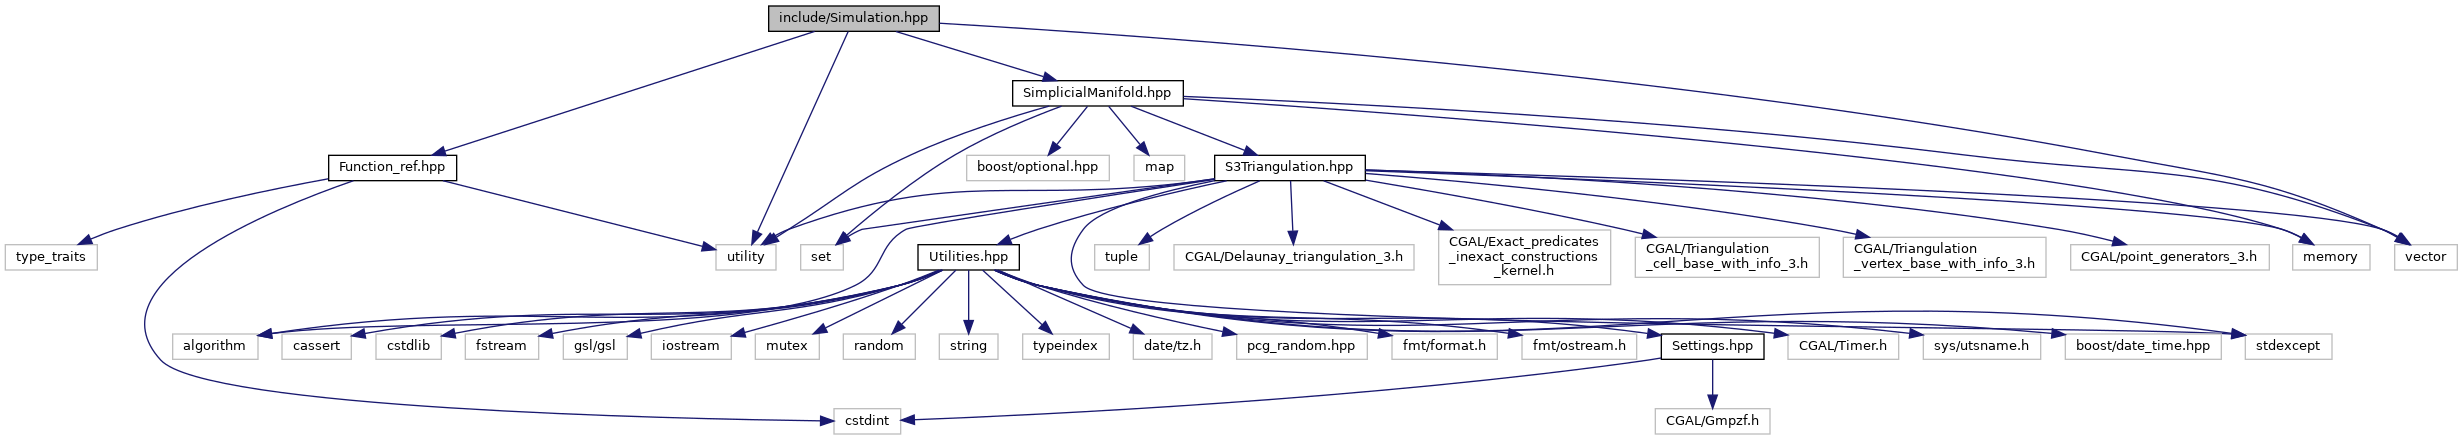 include/Simulation.hpp
SimplicialManifold.hpp
Function_ref.hpp
boost/optional.hpp
map
S3Triangulation.hpp
type_traits
utility
set
Utilities.hpp
tuple
CGAL/Delaunay_triangulation_3.h
CGAL/Exact_predicates
_inexact_constructions
_kernel.h
CGAL/Triangulation
_cell_base_with_info_3.h
CGAL/Triangulation
_vertex_base_with_info_3.h
CGAL/point_generators_3.h
memory
vector
algorithm
cassert
cstdlib
fstream
gsl/gsl
iostream
mutex
random
string
typeindex
date/tz.h
pcg_random.hpp
fmt/format.h
fmt/ostream.h
Settings.hpp
CGAL/Timer.h
sys/utsname.h
boost/date_time.hpp
stdexcept
cstdint
CGAL/Gmpzf.h